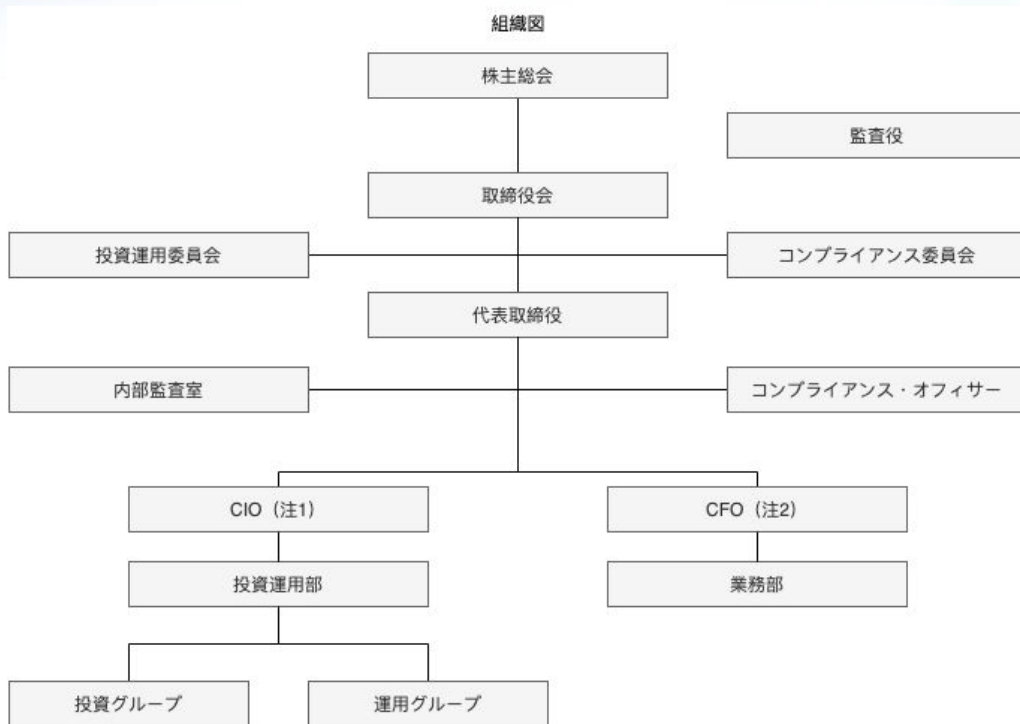 組織図
株主総会
監査役
取締役会
投資運用委員会
コンプライアンス委員会
代表取締役
内部監査室
コンプライアンス・オフィサー
CIO（注1）
CFO（注2）
投資運用部
業務部
投資グループ
運用グループ